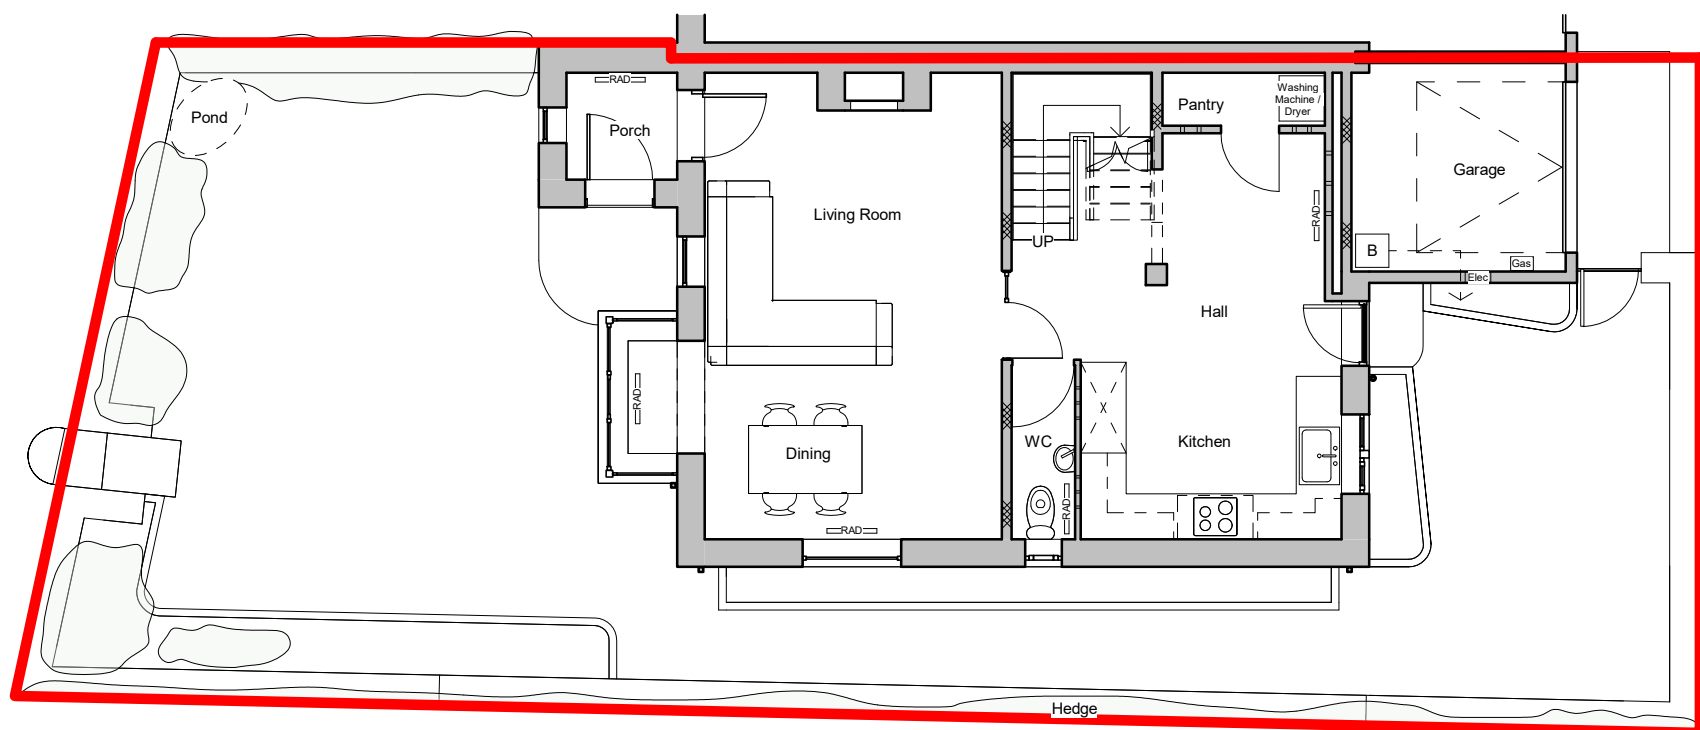 RAD
Pond
Porch
Pantry
Washing
Machine /
Dryer
Garage
Living Room
RAD
UP
B
Gas
Elec
Hall
RAD
WC
Kitchen
Dining
RAD
RAD
Hedge